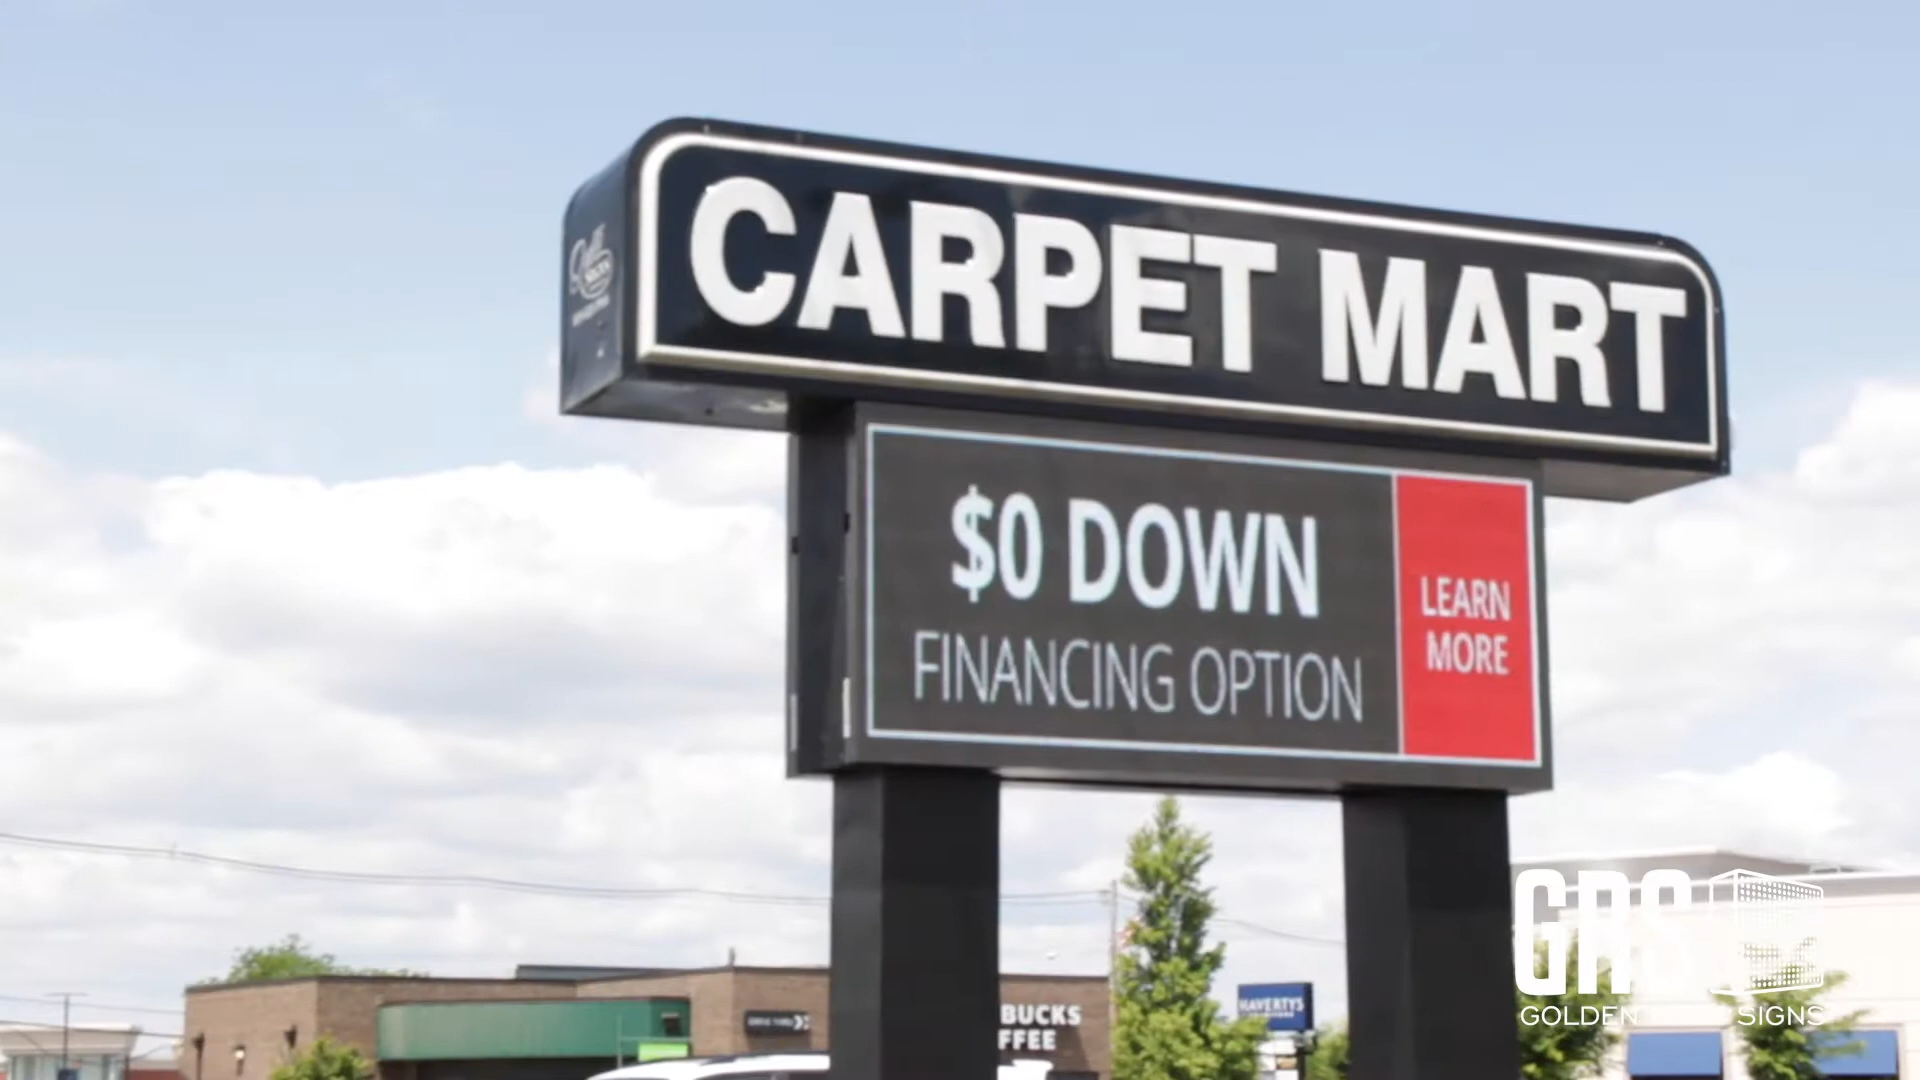 CARPET MART
$0 DOWN
FINANCING OPTION
LEARN
MORE
BUCKS
FFEE
HAVERTYS
GRS
GOLDEN SIGNS